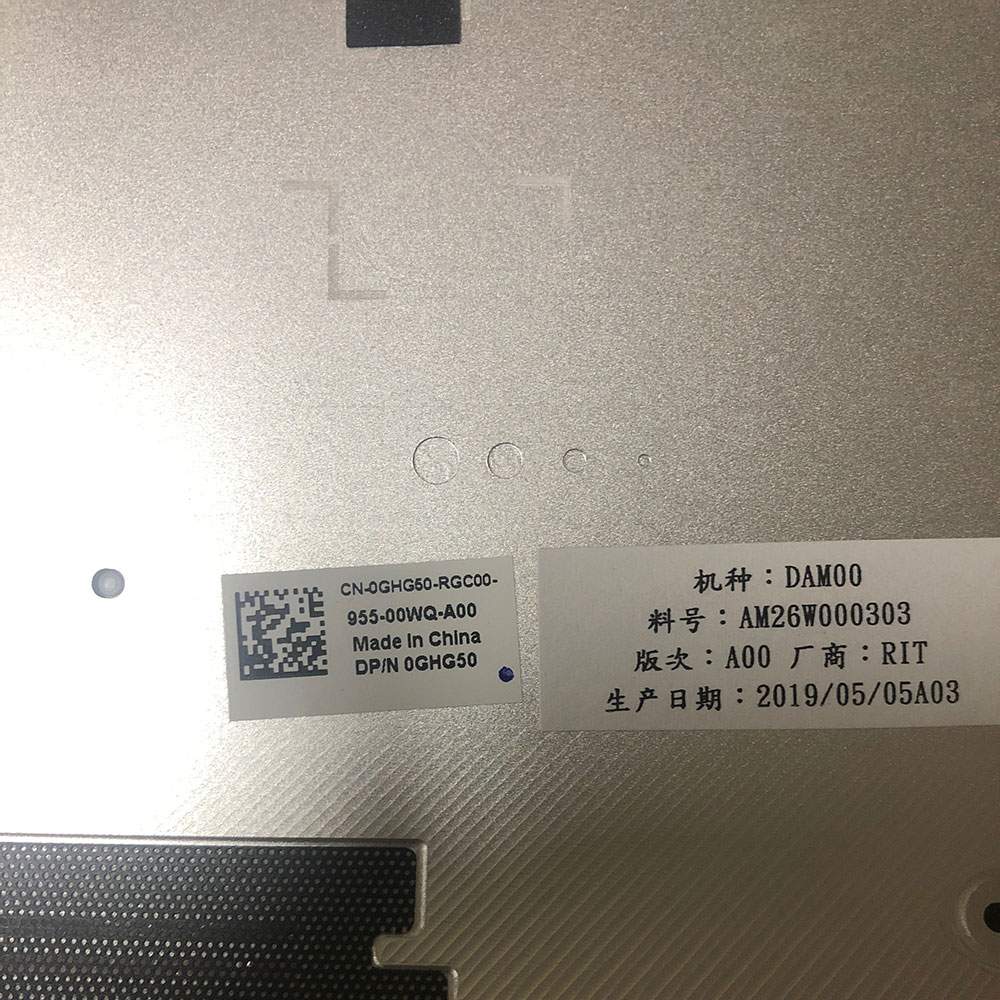 CN-0GHG50-RGC00-
955-00WQ-A00
Made In China
DP/N 0GHG50
机种：DAM00
料号：AM26W000303
版次：A00 厂商：RIT
生产日期：2019/05/05A03